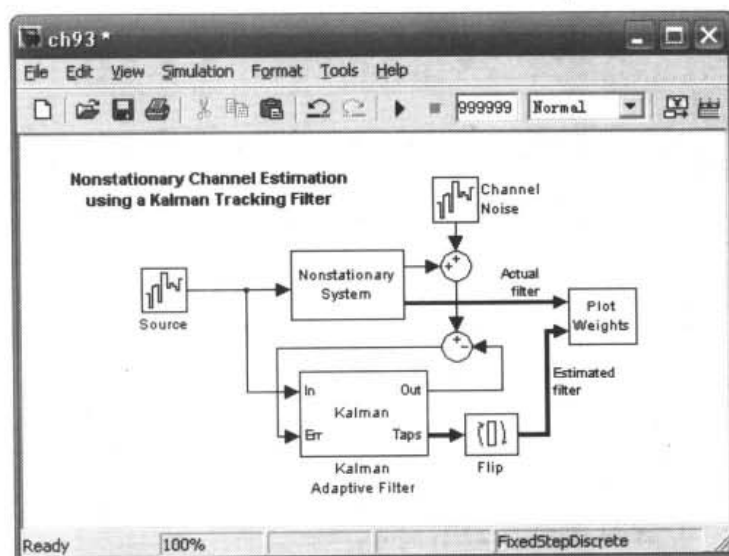 ch93 *
File Edit View Simulation Format Tools Help
999999 Normal
Nonstationary Channel Estimation
using a Kalman Tracking Filter
Channel
Noise
+ +
Nonstationary
System
Actual
filter
Source
Plot
Weights
+ -
Estimated
filter
In Out
Kalman
Err Taps
Kalman
Adaptive Filter
Flip
Ready 100% FixedStepDiscrete